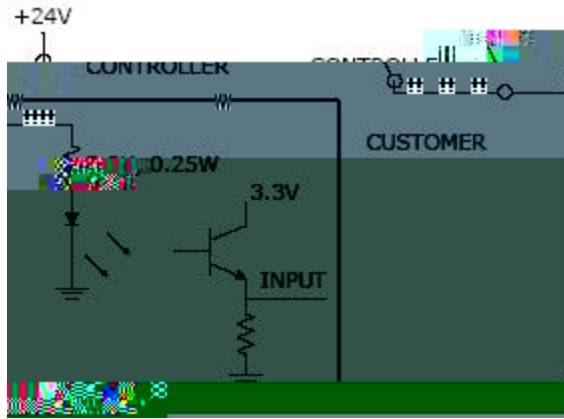 +24V
CONTROLLER
CUSTOMER
0.25W
3.3V
INPUT